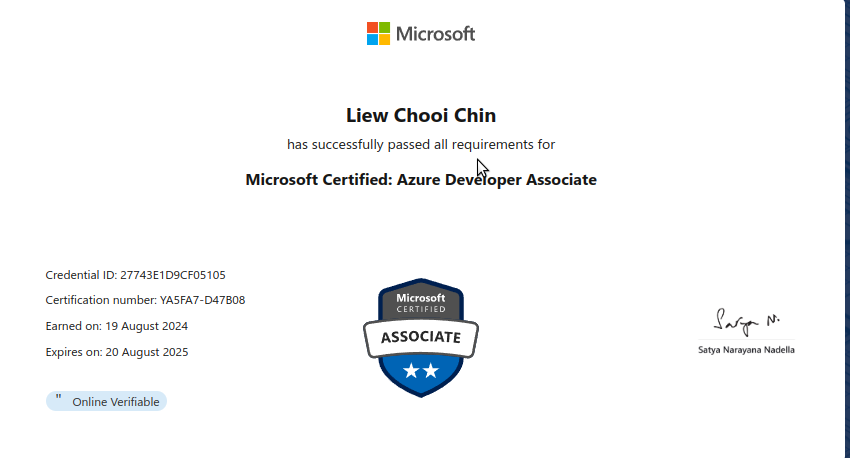 Microsoft
Liew Chooi Chin
has successfully passed all requirements for
Microsoft Certified: Azure Developer Associate
Credential ID: 27743E1D9CF05105
Certification number: YA5FA7-D47B08
Earned on: 19 August 2024
Expires on: 20 August 2025
" Online Verifiable
Microsoft
CERTIFIED
ASSOCIATE
Satya N.
Satya Narayana Nadella